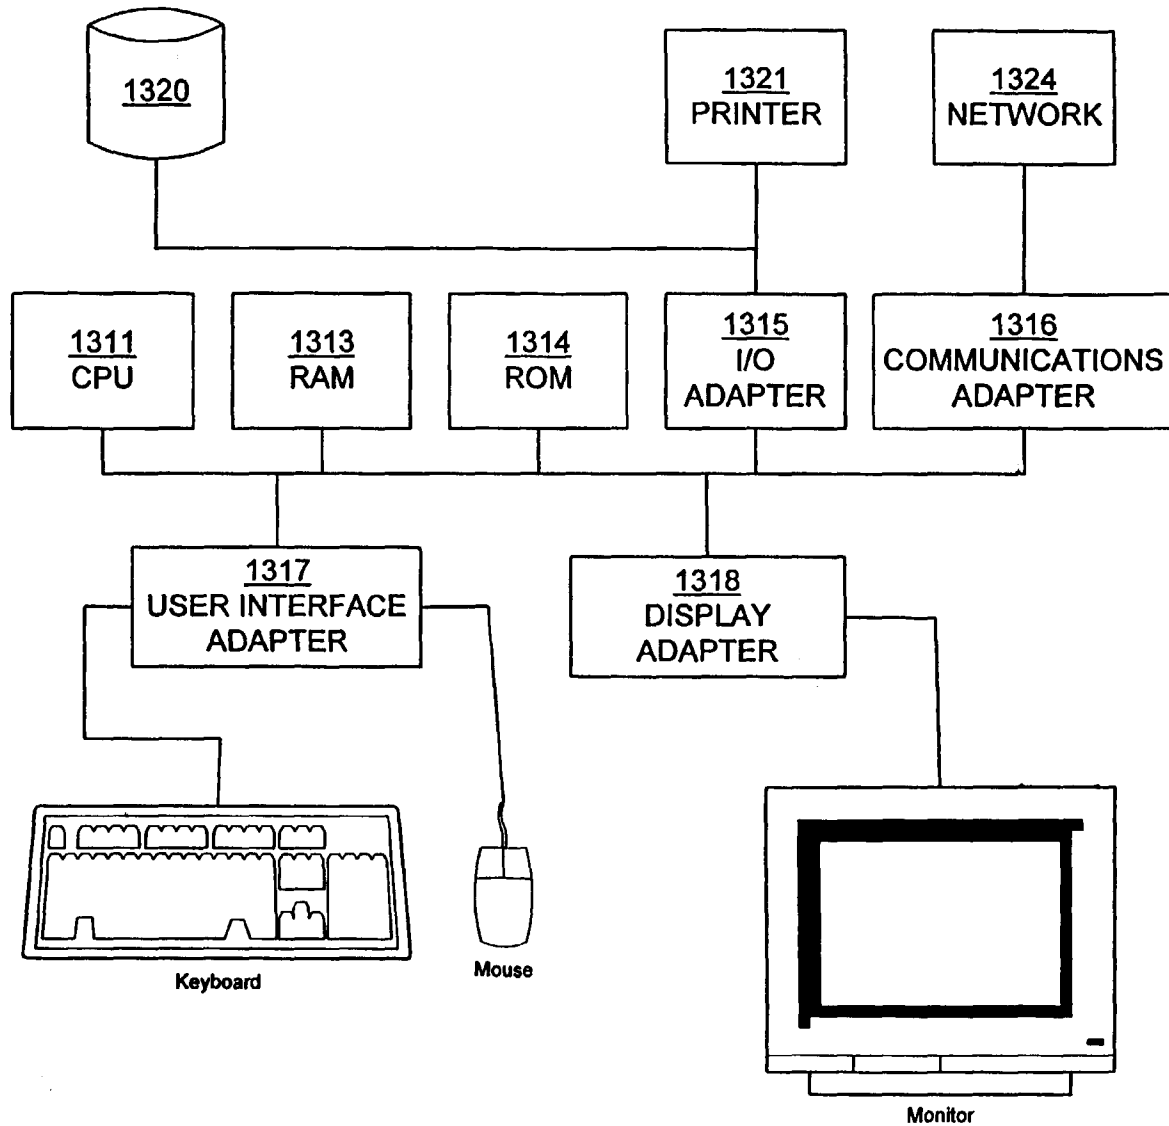 1320
1321
PRINTER
1324
NETWORK
1311
CPU
1313
RAM
1314
ROM
1315
I/O
ADAPTER
1316
COMMUNICATIONS
ADAPTER
1317
USER INTERFACE
ADAPTER
1318
DISPLAY
ADAPTER
Keyboard
Mouse
Monitor